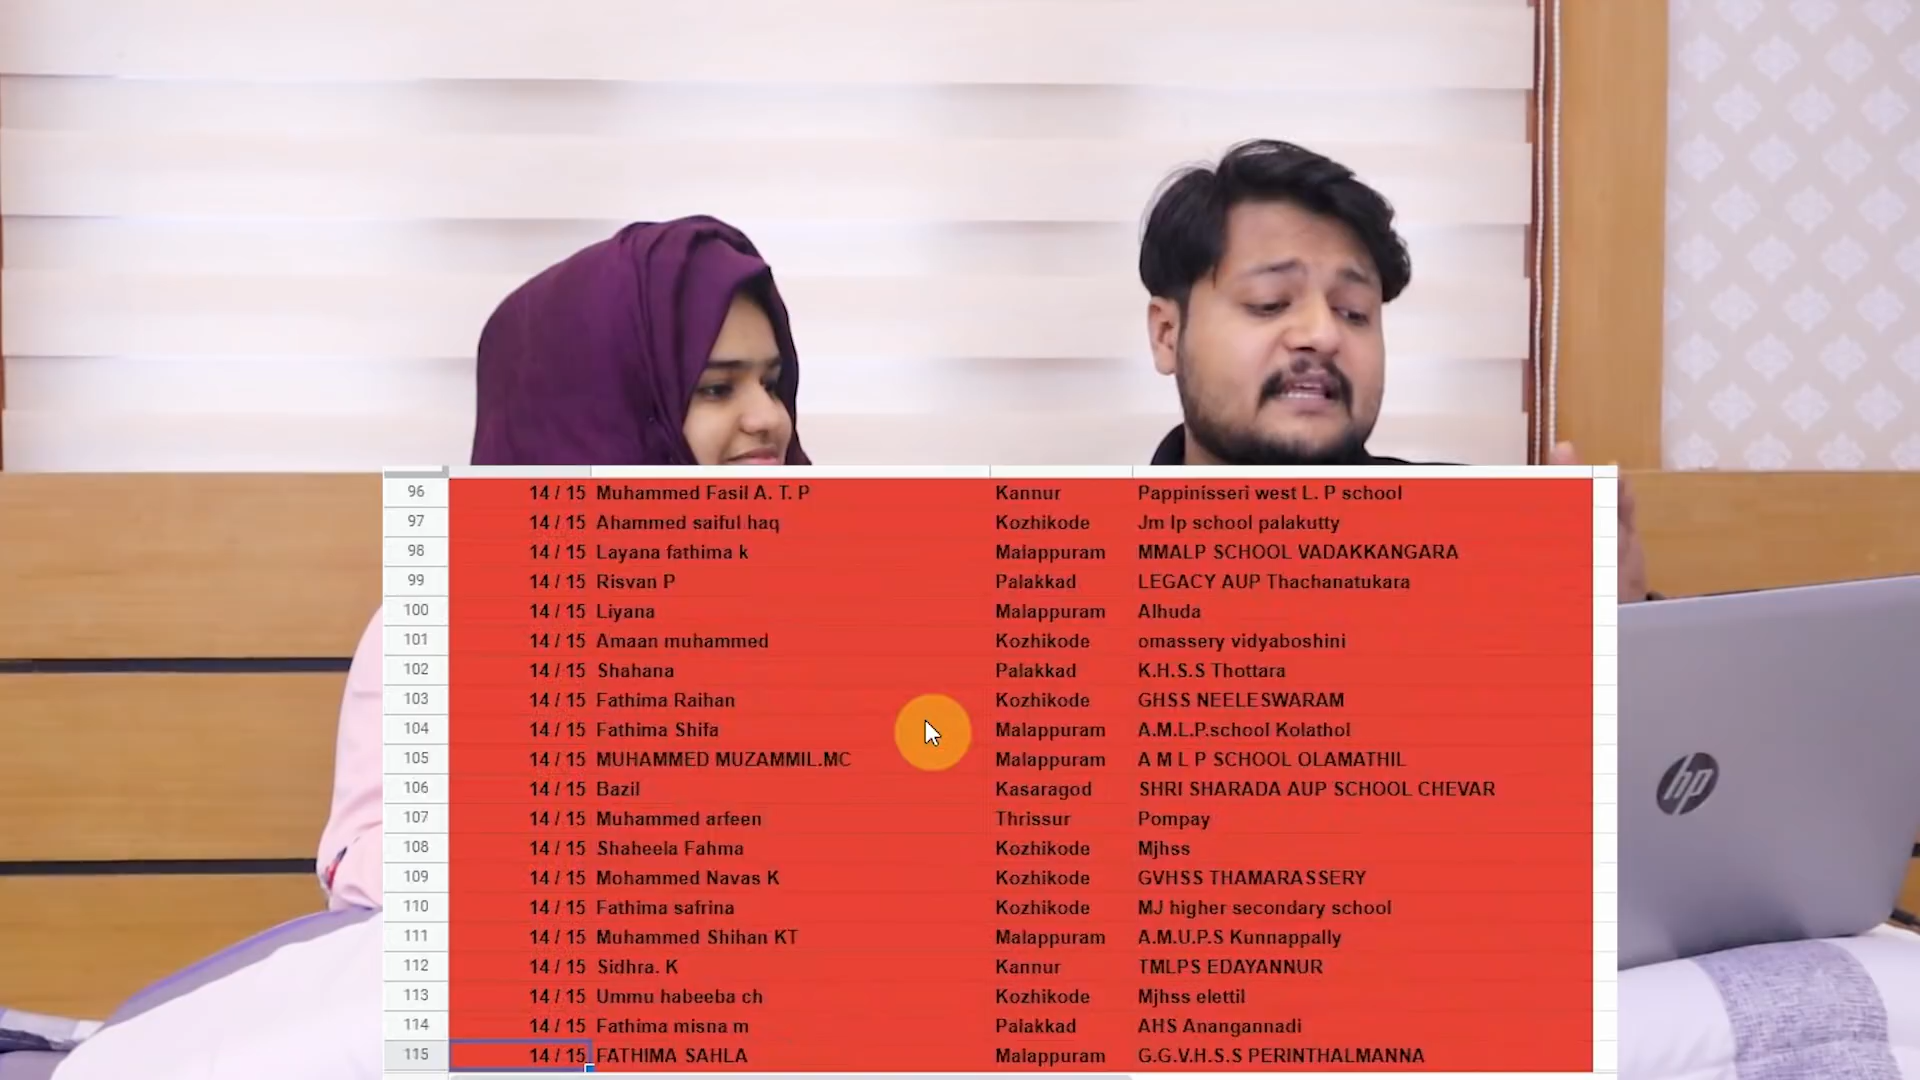 96 14 / 15 Muhammed Fasil A. T. P Kannur Pappinisseri west L. P school
97 14 / 15 Ahammed saiful haq Kozhikode Jm lp school palakutty
98 14 / 15 Layana fathima k Malappuram MMALP SCHOOL VADAKKANGARA
99 14 / 15 Risvan P Palakkad LEGACY AUP Thachanatukara
100 14 / 15 Liyana Malappuram Alhuda
101 14 / 15 Amaan muhammed Kozhikode omassery vidyaboshini
102 14 / 15 Shahana Palakkad K.H.S.S Thottara
103 14 / 15 Fathima Raihan Kozhikode GHSS NEELESWARAM
104 14 / 15 Fathima Shifa Malappuram A.M.L.P.school Kolathol
105 14 / 15 MUHAMMED MUZAMMIL.MC Malappuram A M L P SCHOOL OLAMATHIL
106 14 / 15 Bazil Kasaragod SHRI SHARADA AUP SCHOOL CHEVAR
107 14 / 15 Muhammed arfeen Thrissur Pompay
108 14 / 15 Shaheela Fahma Kozhikode Mjhss
109 14 / 15 Mohammed Navas K Kozhikode GVHSS THAMARASSERY
110 14 / 15 Fathima safrina Kozhikode MJ higher secondary school
111 14 / 15 Muhammed Shihan KT Malappuram A.M.U.P.S Kunnappally
112 14 / 15 Sidhra. K Kannur TMLPS EDAYANNUR
113 14 / 15 Ummu habeeba ch Kozhikode Mjhss elettil
114 14 / 15 Fathima misna m Palakkad AHS Anangannadi
115 14 / 15 FATHIMA SAHLA Malappuram G.G.V.H.S.S PERINTHALMANNA
hp